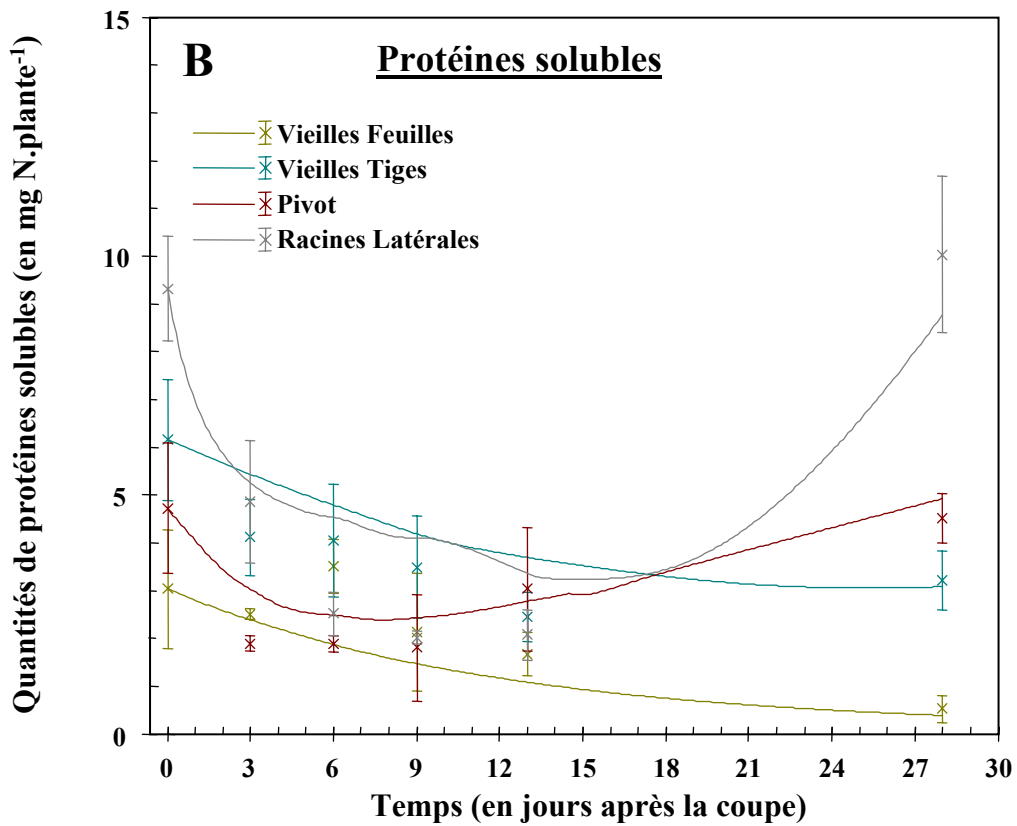 B
Protéines solubles
Vieilles Feuilles
Vieilles Tiges
Pivot
Racines Latérales
Quantités de protéines solubles (en mg N.plante⁻¹)
15
10
5
0
0 3 6 9 12 15 18 21 24 27 30
Temps (en jours après la coupe)